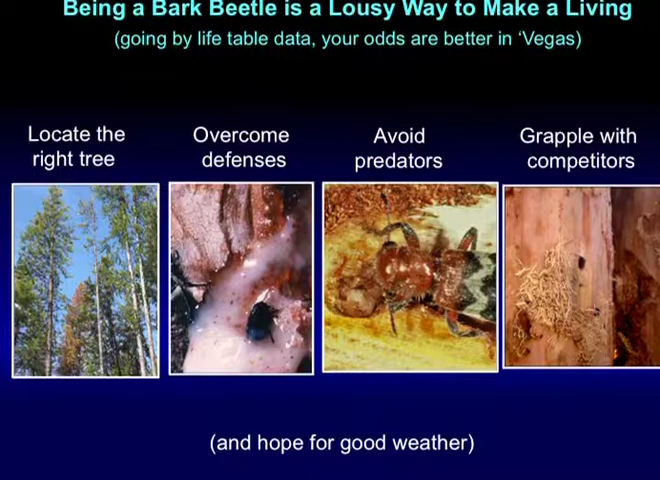 Being a Bark Beetle is a Lousy Way to Make a Living
(going by life table data, your odds are better in ‘Vegas)
Locate the
right tree
Overcome
defenses
Avoid
predators
Grapple with
competitors
(and hope for good weather)